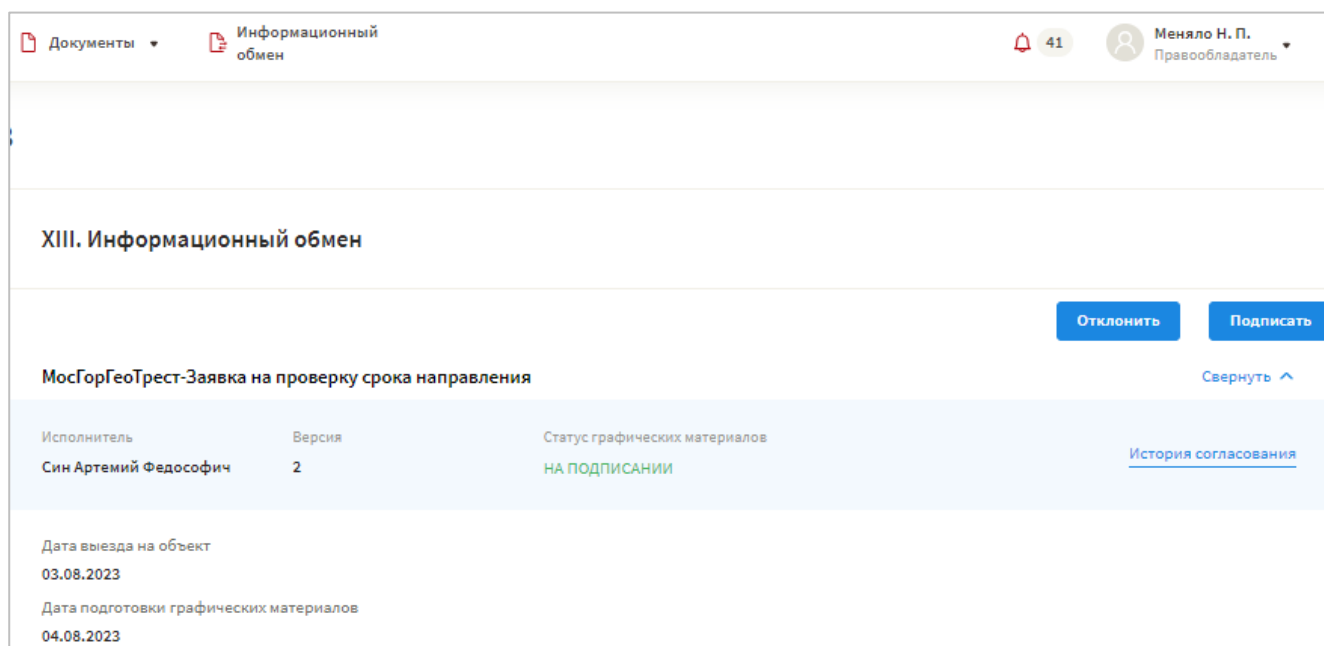 Документы
Информационный
обмен
41
Меняло Н. П.
Правообладатель
XIII. Информационный обмен
Отклонить
Подписать
МосГорГеоТрест-Заявка на проверку срока направления
Свернуть
Исполнитель
Версия
Статус графических материалов
Син Артемий Федософич
2
НА ПОДПИСАНИИ
История согласования
Дата выезда на объект
03.08.2023
Дата подготовки графических материалов
04.08.2023